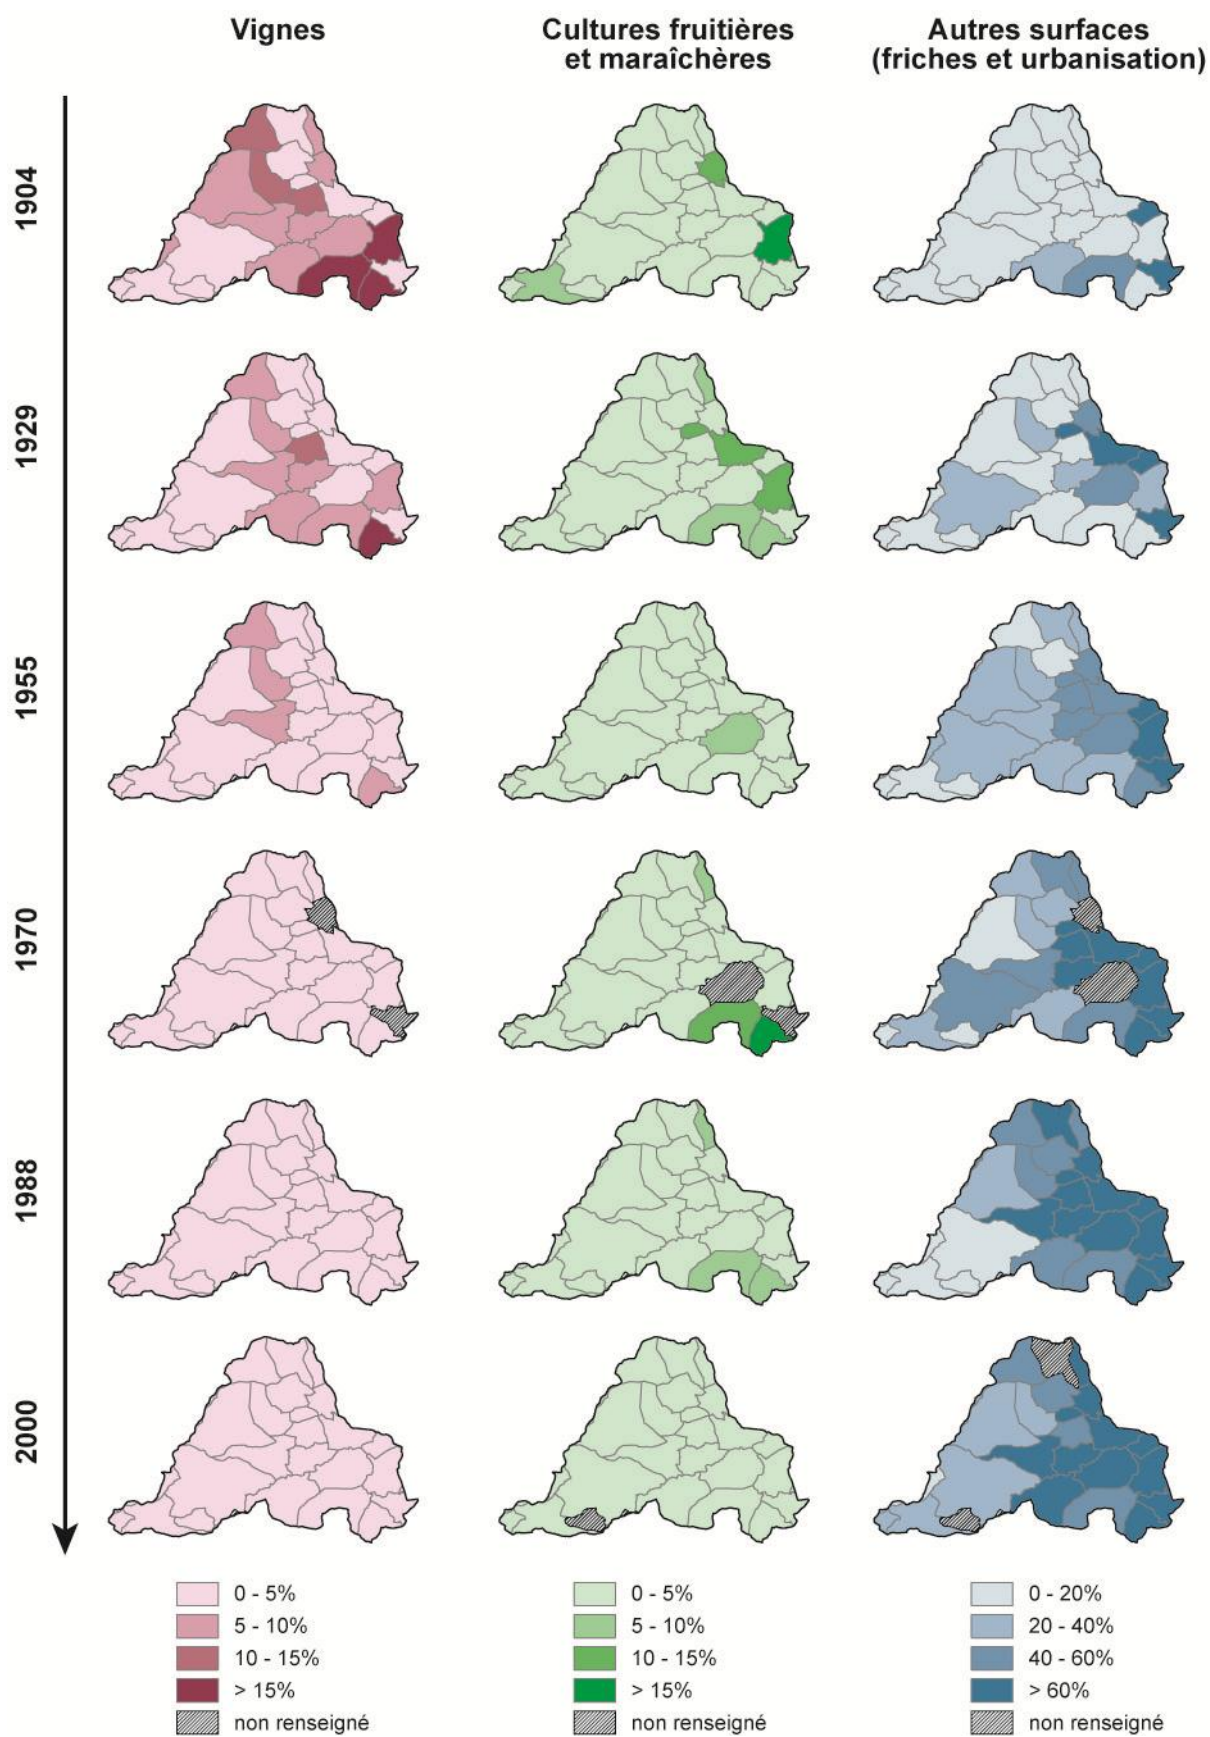 Vignes
Cultures fruitières
et maraîchères
Autres surfaces
(friches et urbanisation)
1904
1929
1955
1970
1988
2000
0 - 5%
5 - 10%
10 - 15%
> 15%
non renseigné
0 - 5%
5 - 10%
10 - 15%
> 15%
non renseigné
0 - 20%
20 - 40%
40 - 60%
> 60%
non renseigné